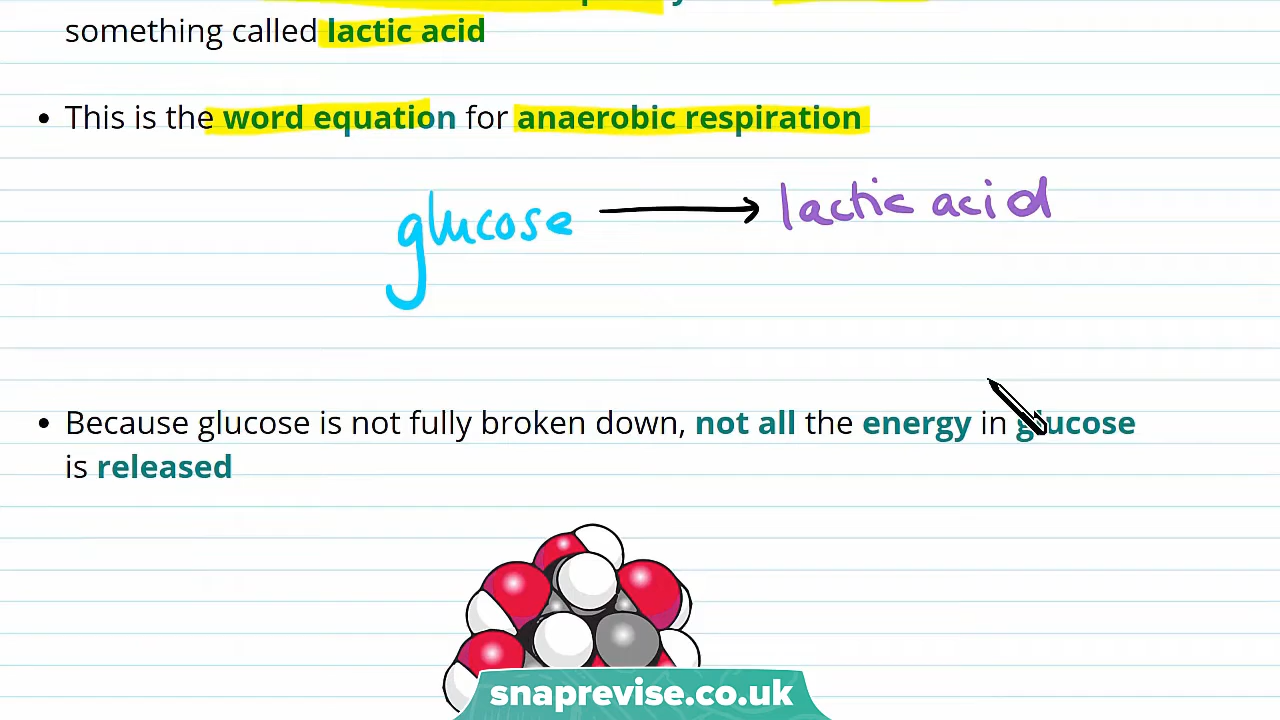 something called lactic acid
• This is the word equation for anaerobic respiration
glucose → lactic acid
• Because glucose is not fully broken down, not all the energy in glucose
is released
snaprevise.co.uk